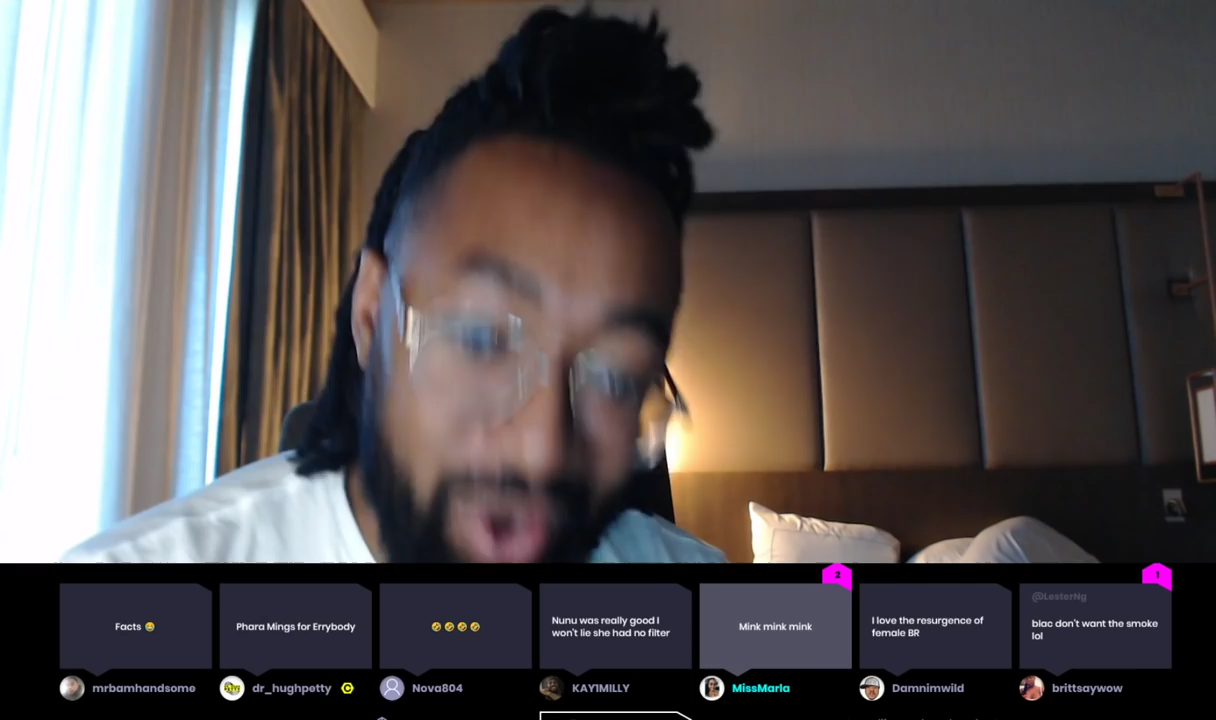 2
1
@LesterNg
Facts 😂
Phara Mings for Errybody
🤣 🤣 🤣 🤣
Nunu was really good I
won't lie she had no filter
Mink mink mink
I love the resurgence of
female BR
blac don't want the smoke
lol
mrbamhandsome
dr_hughpetty
C
Nova804
KAY1MILLY
MissMarla
Damnimwild
brittsaywow